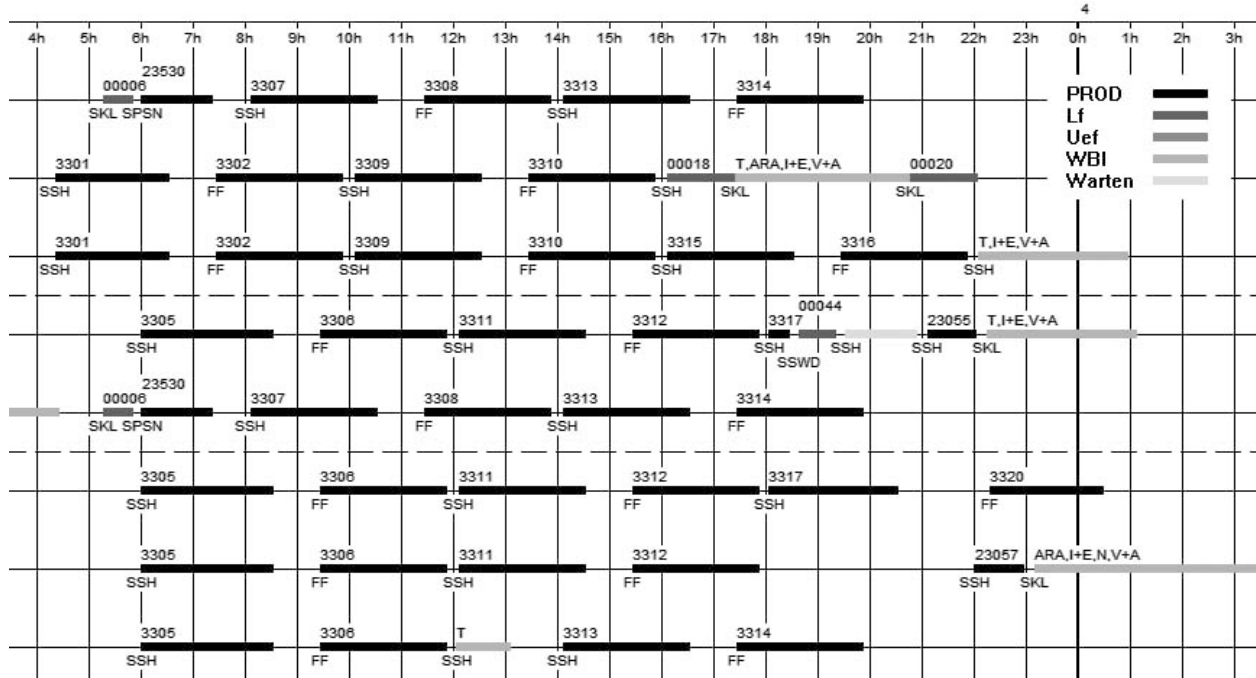 4
4h 5h 6h 7h 8h 9h 10h 11h 12h 13h 14h 15h 16h 17h 18h 19h 20h 21h 22h 23h 0h 1h 2h 3h
23530
00006 3307 3308 3313 3314
SKL SPSN SSH FF SSH FF
PROD
Lf
Uef
WBI
Warten
3301 3302 3309 3310 00018 T,ARA,I+E,V+A 00020
SSH FF SSH FF SSH SKL SKL
3301 3302 3309 3310 3315 3316 T,I+E,V+A
SSH FF SSH FF SSH FF SSH
00044
3305 3306 3311 3312 3317 23055 T,I+E,V+A
SSH FF SSH FF SSH SSH SSH SKL
SSWD
23530
00006 3307 3308 3313 3314
SKL SPSN SSH FF SSH FF
3305 3306 3311 3312 3317 3320
SSH FF SSH FF SSH FF
3305 3306 3311 3312 23057 ARA,I+E,N,V+A
SSH FF SSH FF SSH SKL
3305 3306 T 3313 3314
SSH FF SSH SSH FF